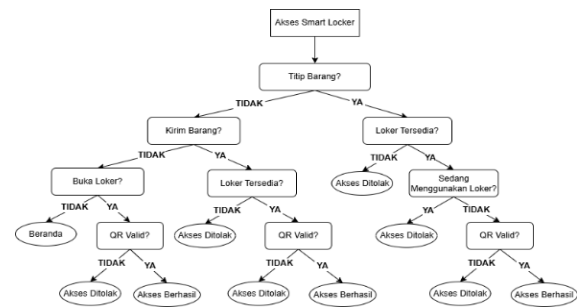 Akses Smart Locker
Titip Barang?
TIDAK
YA
Kirim Barang?
Loker Tersedia?
TIDAK
YA
TIDAK
YA
Buka Loker?
Loker Tersedia?
Akses Ditolak
Sedang
Menggunakan Loker?
TIDAK
YA
TIDAK
YA
YA
TIDAK
Beranda
QR Valid?
Akses Ditolak
QR Valid?
Akses Ditolak
QR Valid?
TIDAK
YA
TIDAK
YA
TIDAK
YA
Akses Ditolak
Akses Berhasil
Akses Ditolak
Akses Berhasil
Akses Ditolak
Akses Berhasil